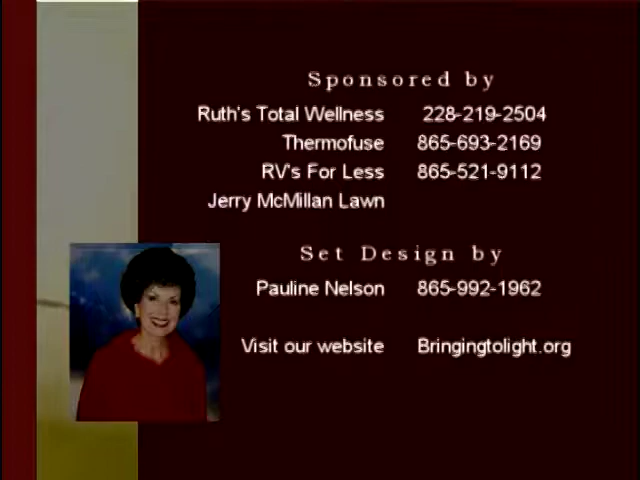 Sponsored by
Ruth's Total Wellness 228-219-2504
Thermofuse 865-693-2169
RV's For Less 865-521-9112
Jerry McMillan Lawn
Set Design by
Pauline Nelson 865-992-1962
Visit our website Bringingtolight.org